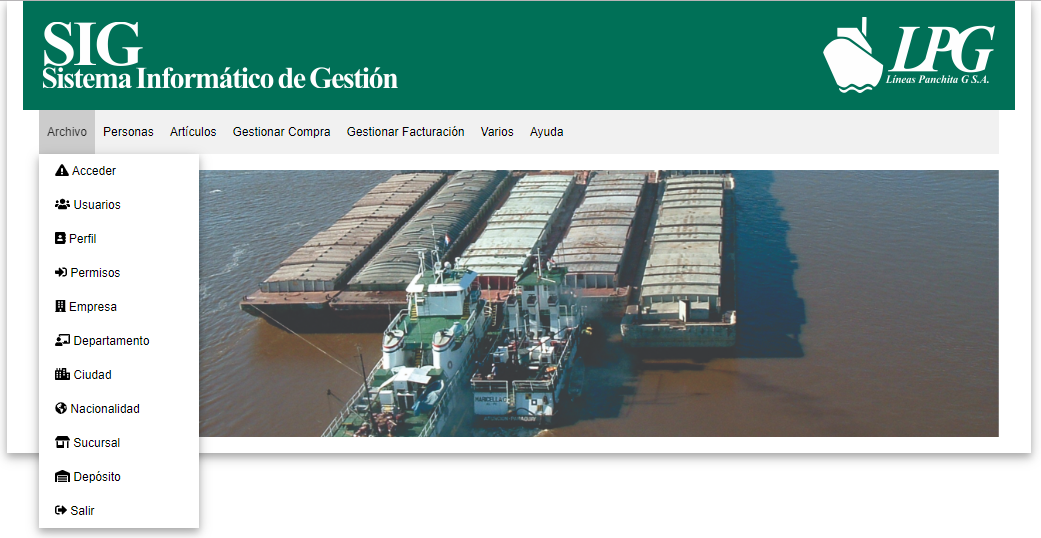 SIG
Sistema Informático de Gestión
LPG
Líneas Panchita G S.A.
Archivo Personas Artículos Gestionar Compra Gestionar Facturación Varios Ayuda
Acceder
Usuarios
Perfil
Permisos
Empresa
Departamento
Ciudad
Nacionalidad
Sucursal
Depósito
Salir